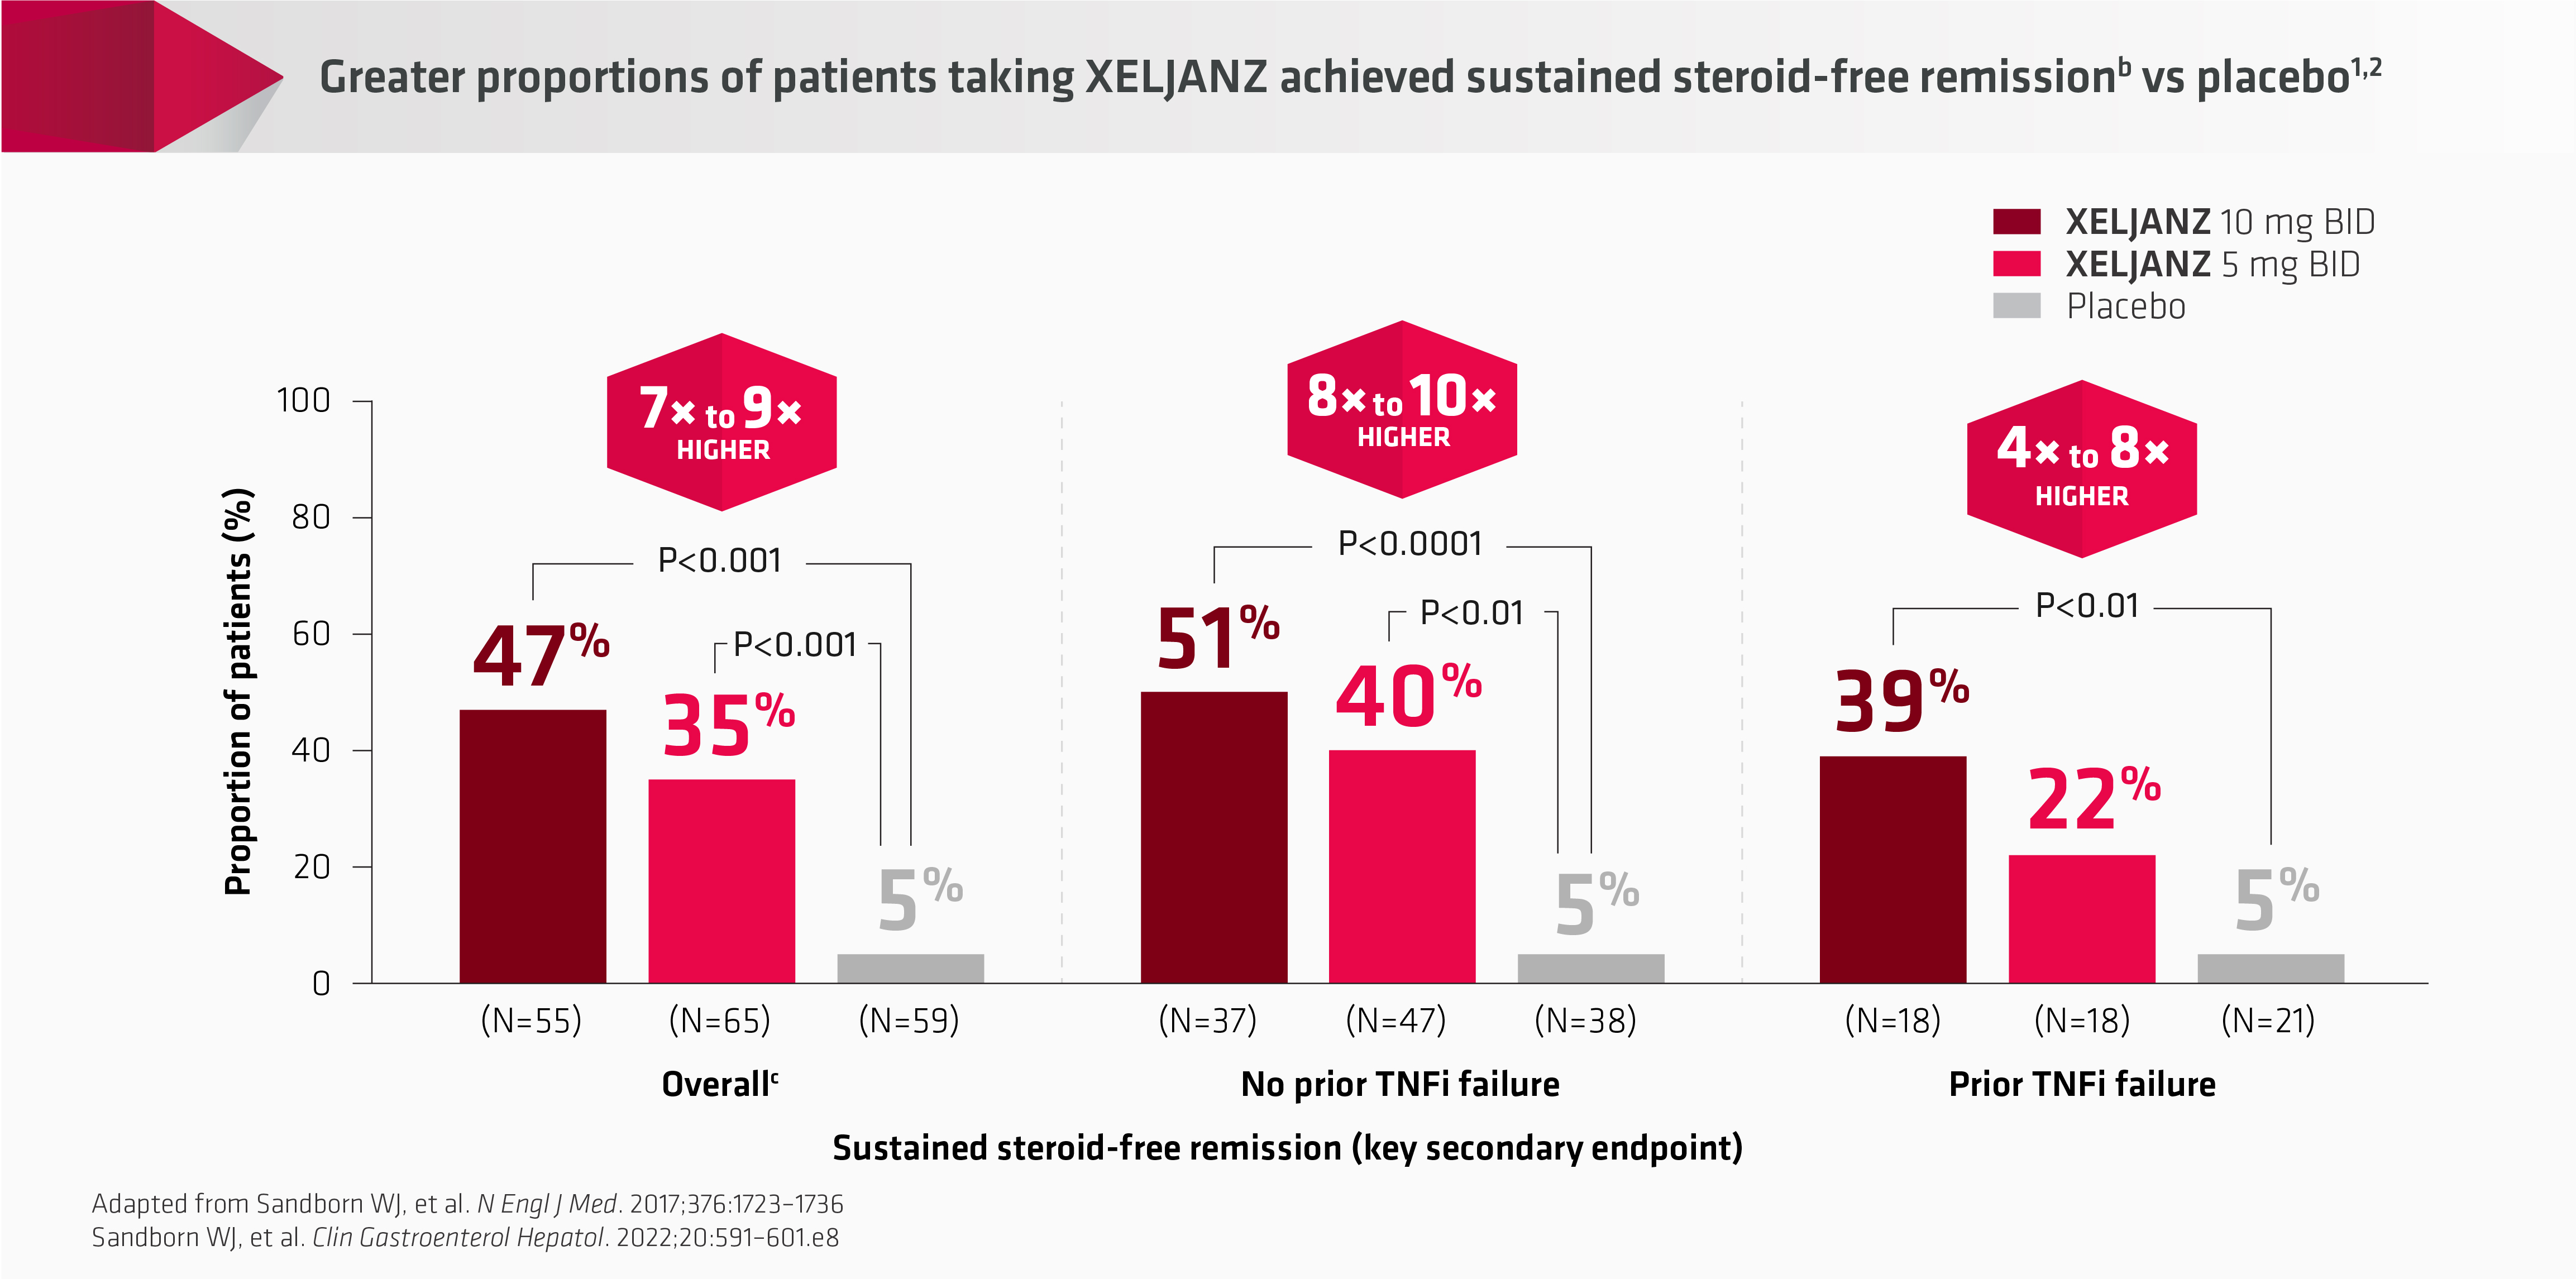 Greater proportions of patients taking XELJANZ achieved sustained steroid-free remissionᵇ vs placebo¹,²
XELJANZ 10 mg BID
XELJANZ 5 mg BID
Placebo
Proportion of patients (%)
100
80
60
40
20
0
7× to 9×
HIGHER
P<0.001
P<0.001
47%
35%
5%
(N=55)
(N=65)
(N=59)
Overallᶜ
8× to 10×
HIGHER
P<0.0001
P<0.01
51%
40%
5%
(N=37)
(N=47)
(N=38)
No prior TNFi failure
4× to 8×
HIGHER
P<0.01
39%
22%
5%
(N=18)
(N=18)
(N=21)
Prior TNFi failure
Sustained steroid-free remission (key secondary endpoint)
Adapted from Sandborn WJ, et al. N Engl J Med. 2017;376:1723–1736
Sandborn WJ, et al. Clin Gastroenterol Hepatol. 2022;20:591–601.e8